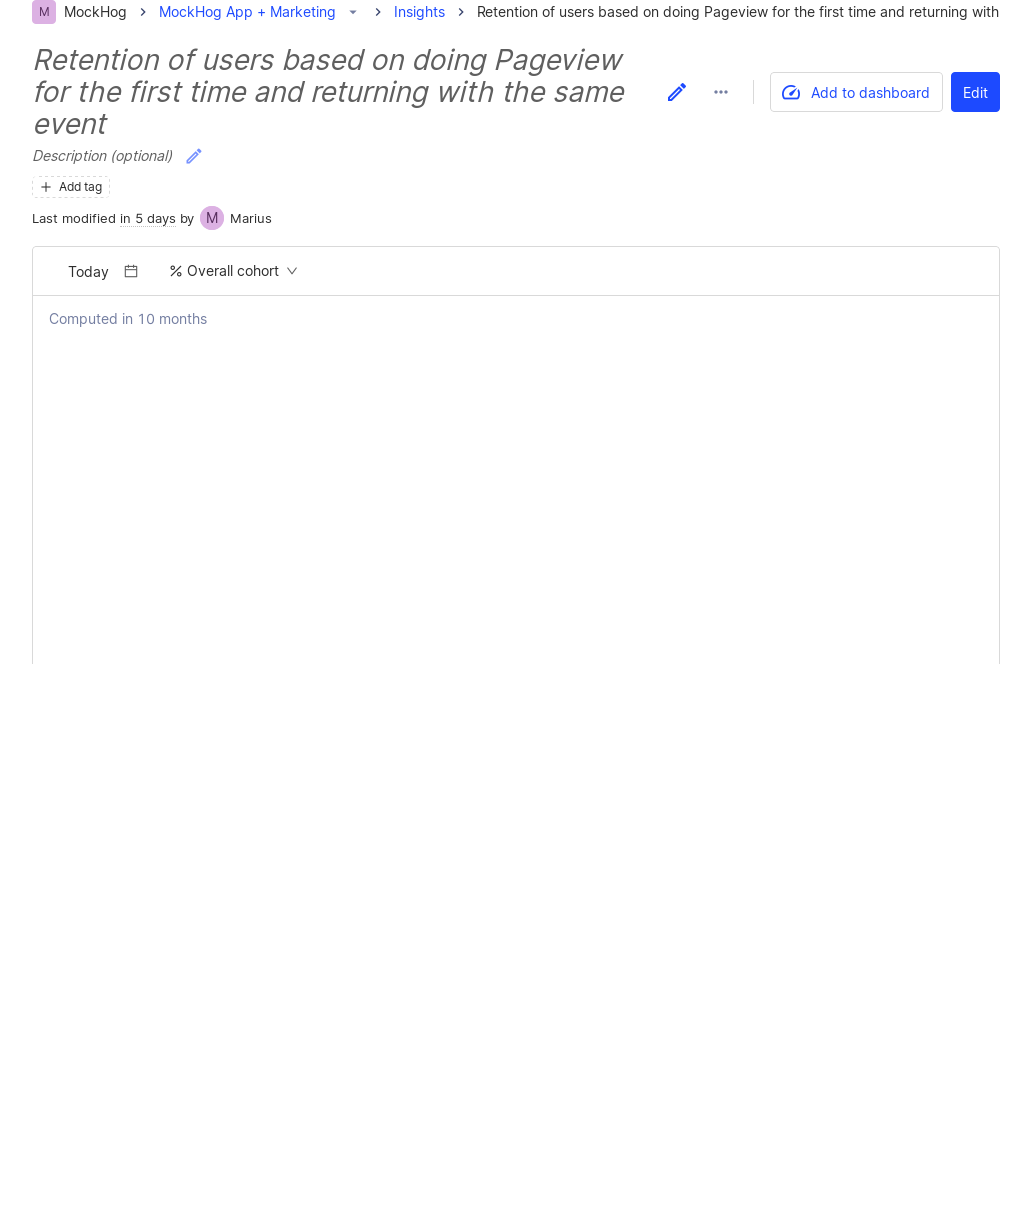 M MockHog MockHog App + Marketing Insights Retention of users based on doing Pageview for the first time and returning with
Retention of users based on doing Pageview
for the first time and returning with the same
event
Add to dashboard Edit
Description (optional)
Add tag
Last modified in 5 days by M Marius
Today % Overall cohort
Computed in 10 months